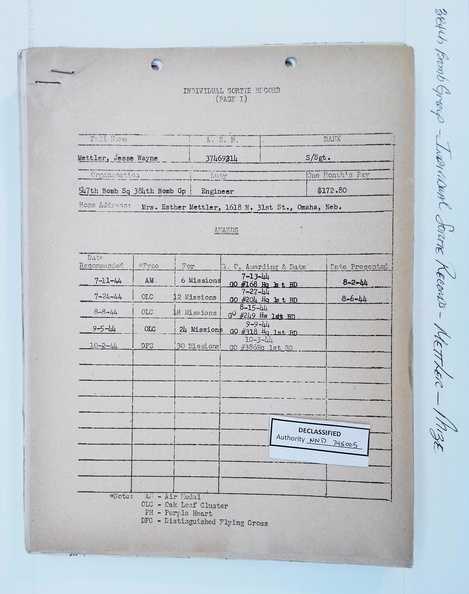 INDIVIDUAL SORTIE RECORD
(PAGE I)
Full Name A. S. N. RANK
Mettler, Jesse Wayne 37469314 S/Sgt.
Organization Duty One Month's Pay
547th Bomb Sq 384th Bomb Gp Engineer $172.80
Home Address: Mrs. Esther Mettler, 1618 N. 31st St., Omaha, Neb.
AWARDS
Date Recommended *Type For G. O. Awarding & Date Date Presented
7-11-44 AM 6 Missions 7-13-44 GO #168 Hq 1st BD 8-2-44
7-24-44 OLC 12 Missions 7-27-44 GO #204 Hq 1st BD 8-6-44
8-8-44 OLC 18 Missions 8-15-44 GO #249 Hw 1st BD
9-5-44 OLC 24 Missions 9-9-44 GO #318 Hq 1st BD
10-2-44 DFC 30 Missions 10-3-44 GO #386Hq 1st BD
DECLASSIFIED
Authority NND 745005
*Note: AM - Air Medal
OLC - Oak Leaf Cluster
PH - Purple Heart
DFC - Distinguished Flying Cross
384th Bomb Group - Individual Sortie Records - Mettler - Mize